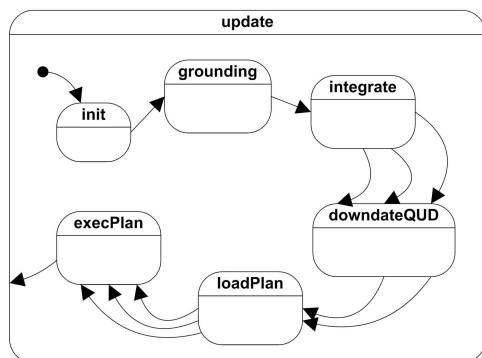 update
grounding
integrate
init
downdateQUD
execPlan
loadPlan